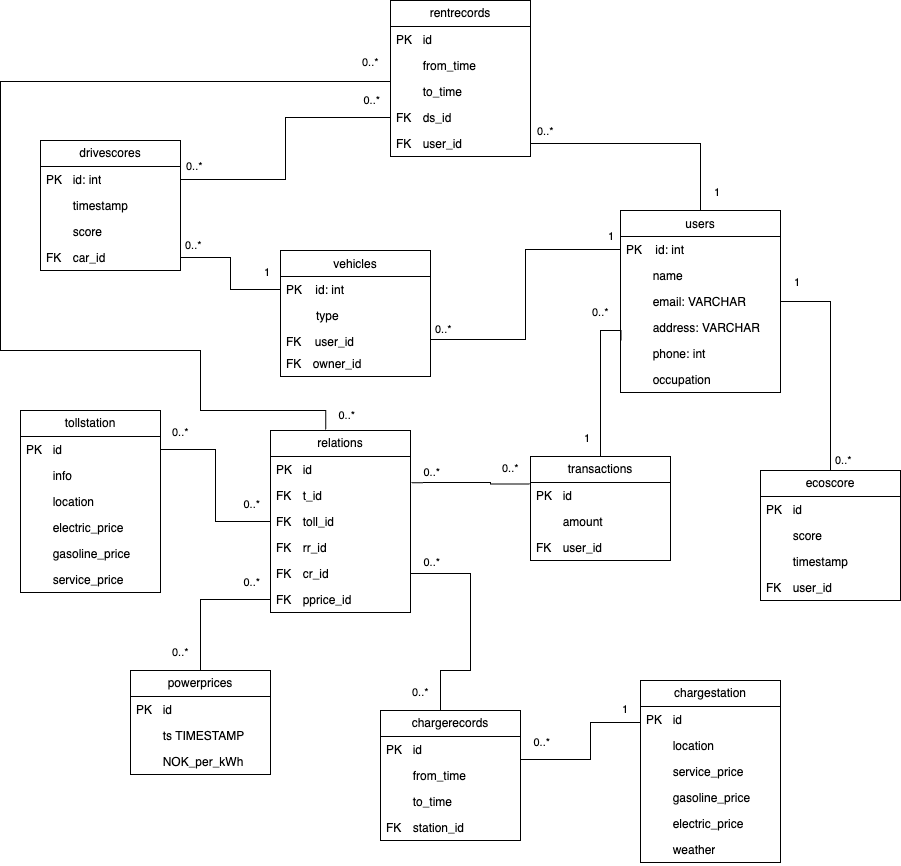 rentrecords
PK id
from_time
to_time
FK ds_id
FK user_id
0..*
0..*
0..*
1
drivescores
PK id: int
timestamp
score
FK car_id
0..*
0..*
1
vehicles
PK id: int
type
FK user_id
FK owner_id
0..*
1
users
PK id: int
name
email: VARCHAR
address: VARCHAR
phone: int
occupation
1
0..*
1
0..*
tollstation
PK id
info
location
electric_price
gasoline_price
service_price
0..*
0..*
0..*
relations
PK id
FK t_id
FK toll_id
FK rr_id
FK cr_id
FK pprice_id
0..*
0..*
0..*
0..*
0..*
transactions
PK id
amount
FK user_id
ecoscore
PK id
score
timestamp
FK user_id
powerprices
PK id
ts TIMESTAMP
NOK_per_kWh
0..*
chargerecords
PK id
from_time
to_time
FK station_id
0..*
1
chargestation
PK id
location
service_price
gasoline_price
electric_price
weather